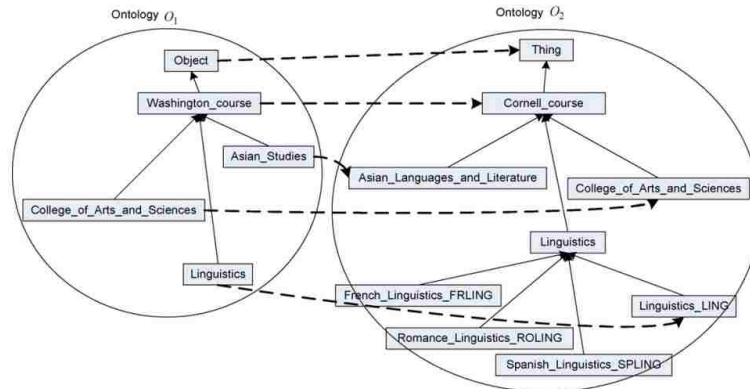 Ontology O₁
Ontology O₂
Object
Thing
Washington_course
Cornell_course
Asian_Studies
Asian_Languages_and_Literature
College_of_Arts_and_Sciences
College_of_Arts_and_Sciences
Linguistics
Linguistics
French_Linguistics_FRLING
Linguistics_LING
Romance_Linguistics_ROLING
Spanish_Linguistics_SPLING